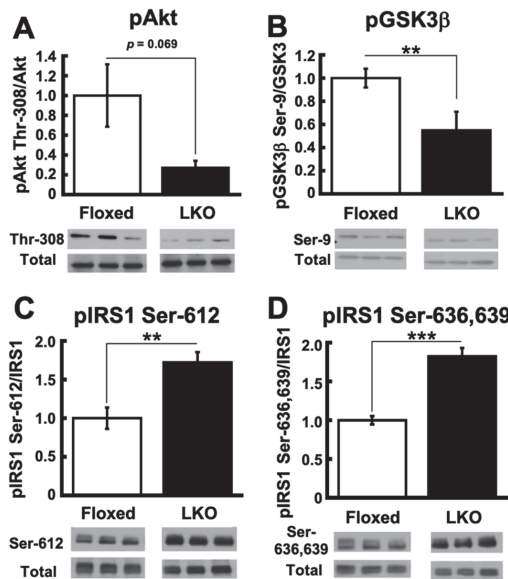 A
pAkt
p = 0.069
pAkt Thr-308/Akt
1.4
1.2
1.0
0.8
0.6
0.4
0.2
0
Floxed LKO
Thr-308
Total
B
pGSK3β
**
pGSK3β Ser-9/GSK3
1.2
1.0
0.8
0.6
0.4
0.2
0
Floxed LKO
Ser-9
Total
C
pIRS1 Ser-612
**
pIRS1 Ser-612/IRS1
2.0
1.5
1.0
0.5
0
Floxed LKO
Ser-612
Total
D
pIRS1 Ser-636,639
***
pIRS1 Ser-636,639/IRS1
2.0
1.5
1.0
0.5
0
Floxed LKO
Ser-
636,639
Total